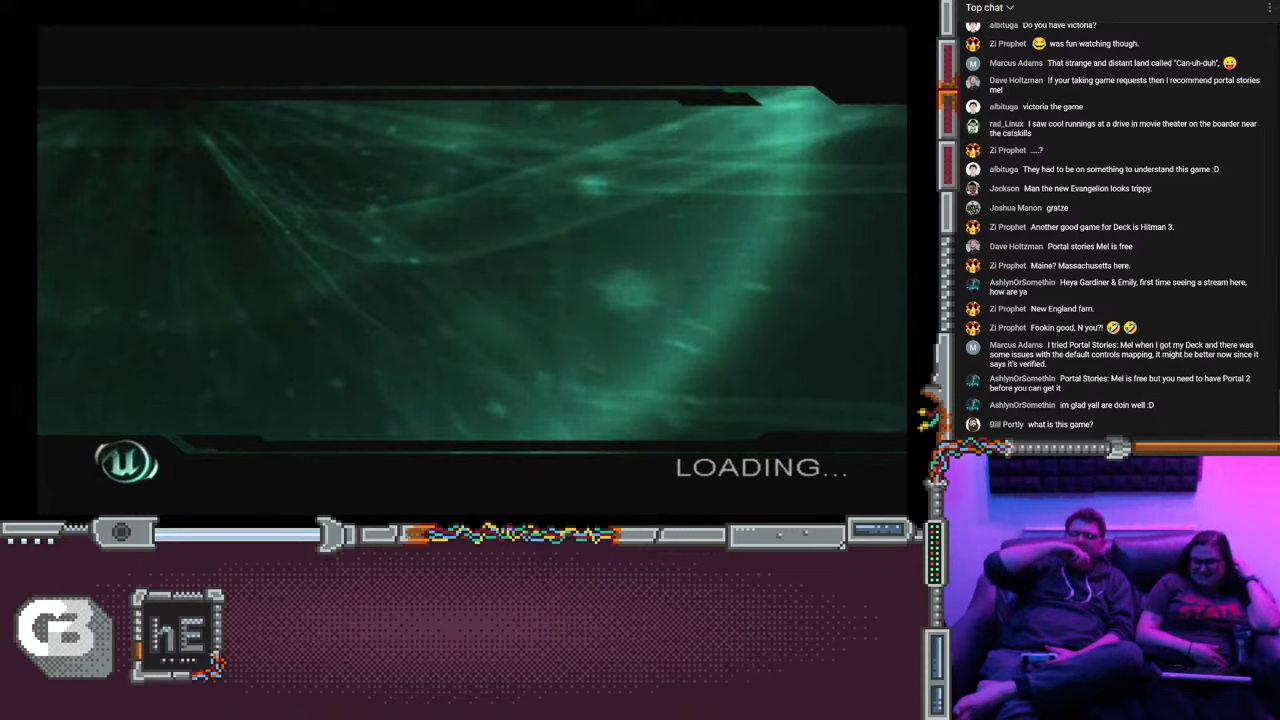 Top chat
albituga Do you have victoria?
Zi Prophet 😂 was fun watching though.
Marcus Adams That strange and distant land called "Can-uh-duh". 😛
Dave Holtzman If your taking game requests then I recommend portal stories
mel
albituga victoria the game
rad_Linux I saw cool runnings at a drive in movie theater on the boarder near
the catskills
Zi Prophet ....?
albituga They had to be on something to understand this game :D
Jackson Man the new Evangelion looks trippy.
Joshua Manon gratze
Zi Prophet Another good game for Deck is Hitman 3.
Dave Holtzman Portal stories Mel is free
Zi Prophet Maine? Massachusetts here.
AshlynOrSomethin Heya Gardiner & Emily, first time seeing a stream here,
how are ya
Zi Prophet New England fam.
Zi Prophet Fookin good, N you?! 🤣 🤣
Marcus Adams I tried Portal Stories: Mel when I got my Deck and there was
some issues with the default controls mapping, it might be better now since it
says it's verified.
AshlynOrSomethin Portal Stories: Mel is free but you need to have Portal 2
before you can get it
AshlynOrSomethin im glad yall are doin well :D
Bill Portly what is this game?
M
M
U
LOADING...
STATE
GB
hE